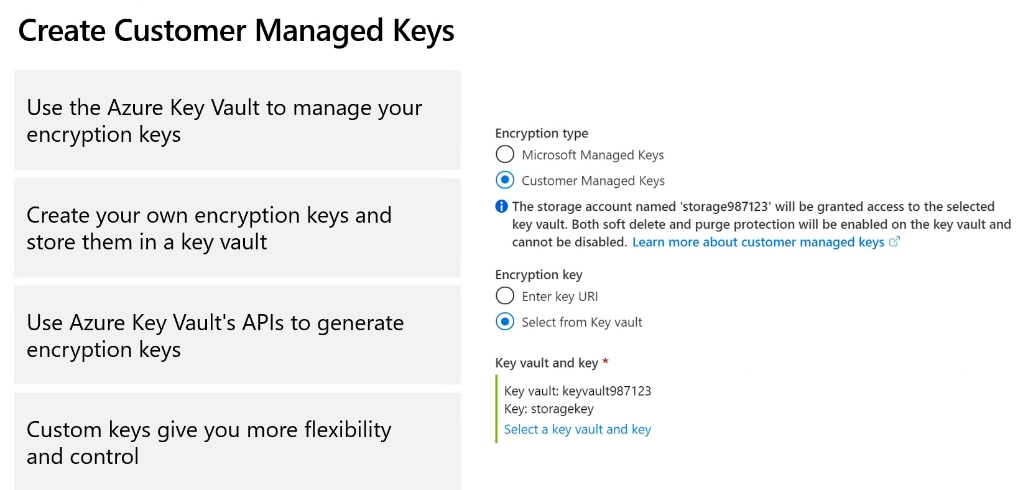 Create Customer Managed Keys
Use the Azure Key Vault to manage your
encryption keys
Create your own encryption keys and
store them in a key vault
Use Azure Key Vault's APIs to generate
encryption keys
Custom keys give you more flexibility
and control
Encryption type
Microsoft Managed Keys
Customer Managed Keys
The storage account named 'storage987123' will be granted access to the selected
key vault. Both soft delete and purge protection will be enabled on the key vault and
cannot be disabled. Learn more about customer managed keys
Encryption key
Enter key URI
Select from Key vault
Key vault and key *
Key vault: keyvault987123
Key: storagekey
Select a key vault and key